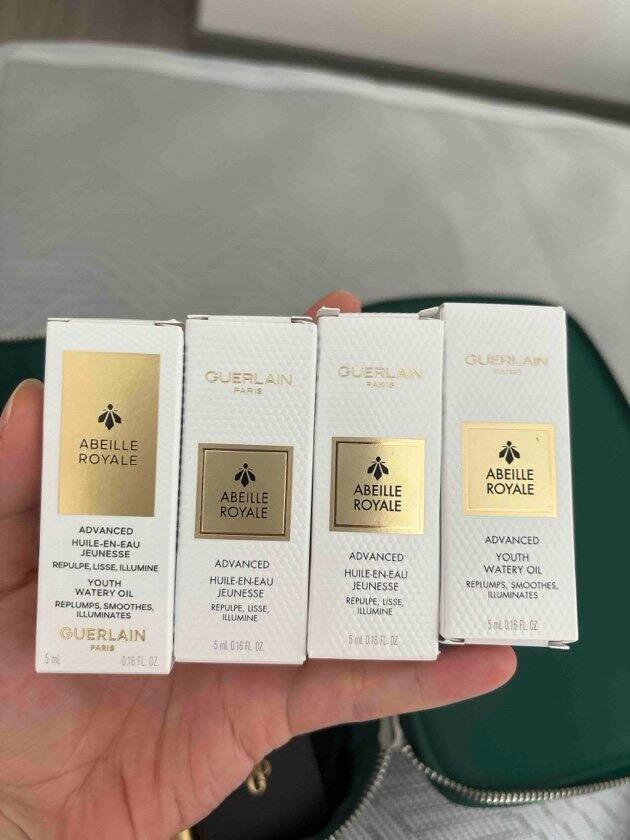 ABEILLE
ROYALE
ADVANCED
HUILE-EN-EAU
JEUNESSE
REPULPE, LISSE, ILLUMINE
YOUTH
WATERY OIL
REPLUMPS, SMOOTHES,
ILLUMINATES
GUERLAIN
PARIS
5 mL 0.16 FL. OZ.
GUERLAIN
PARIS
ABEILLE
ROYALE
ADVANCED
HUILE-EN-EAU
JEUNESSE
REPULPE, LISSE,
ILLUMINE
5 mL 0.16 FL. OZ.
GUERLAIN
PARIS
ABEILLE
ROYALE
ADVANCED
HUILE-EN-EAU
JEUNESSE
REPULPE, LISSE,
ILLUMINE
5 mL 0.16 FL. OZ.
GUERLAIN
PARIS
ABEILLE
ROYALE
ADVANCED
YOUTH
WATERY OIL
REPLUMPS, SMOOTHES,
ILLUMINATES
5 mL 0.16 FL. OZ.